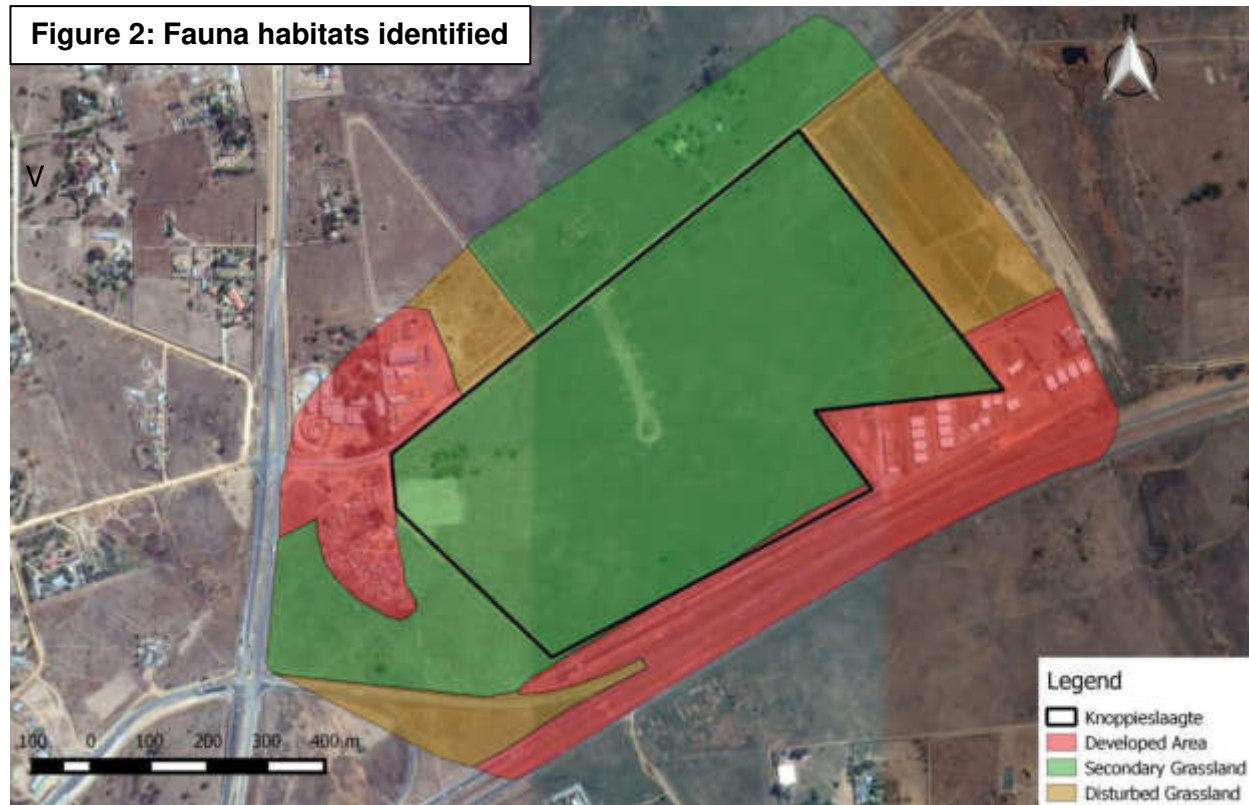 Figure 2: Fauna habitats identified
N
V
100 0 100 200 300 400 m
Legend
Knoppieslaagte
Developed Area
Secondary Grassland
Disturbed Grassland